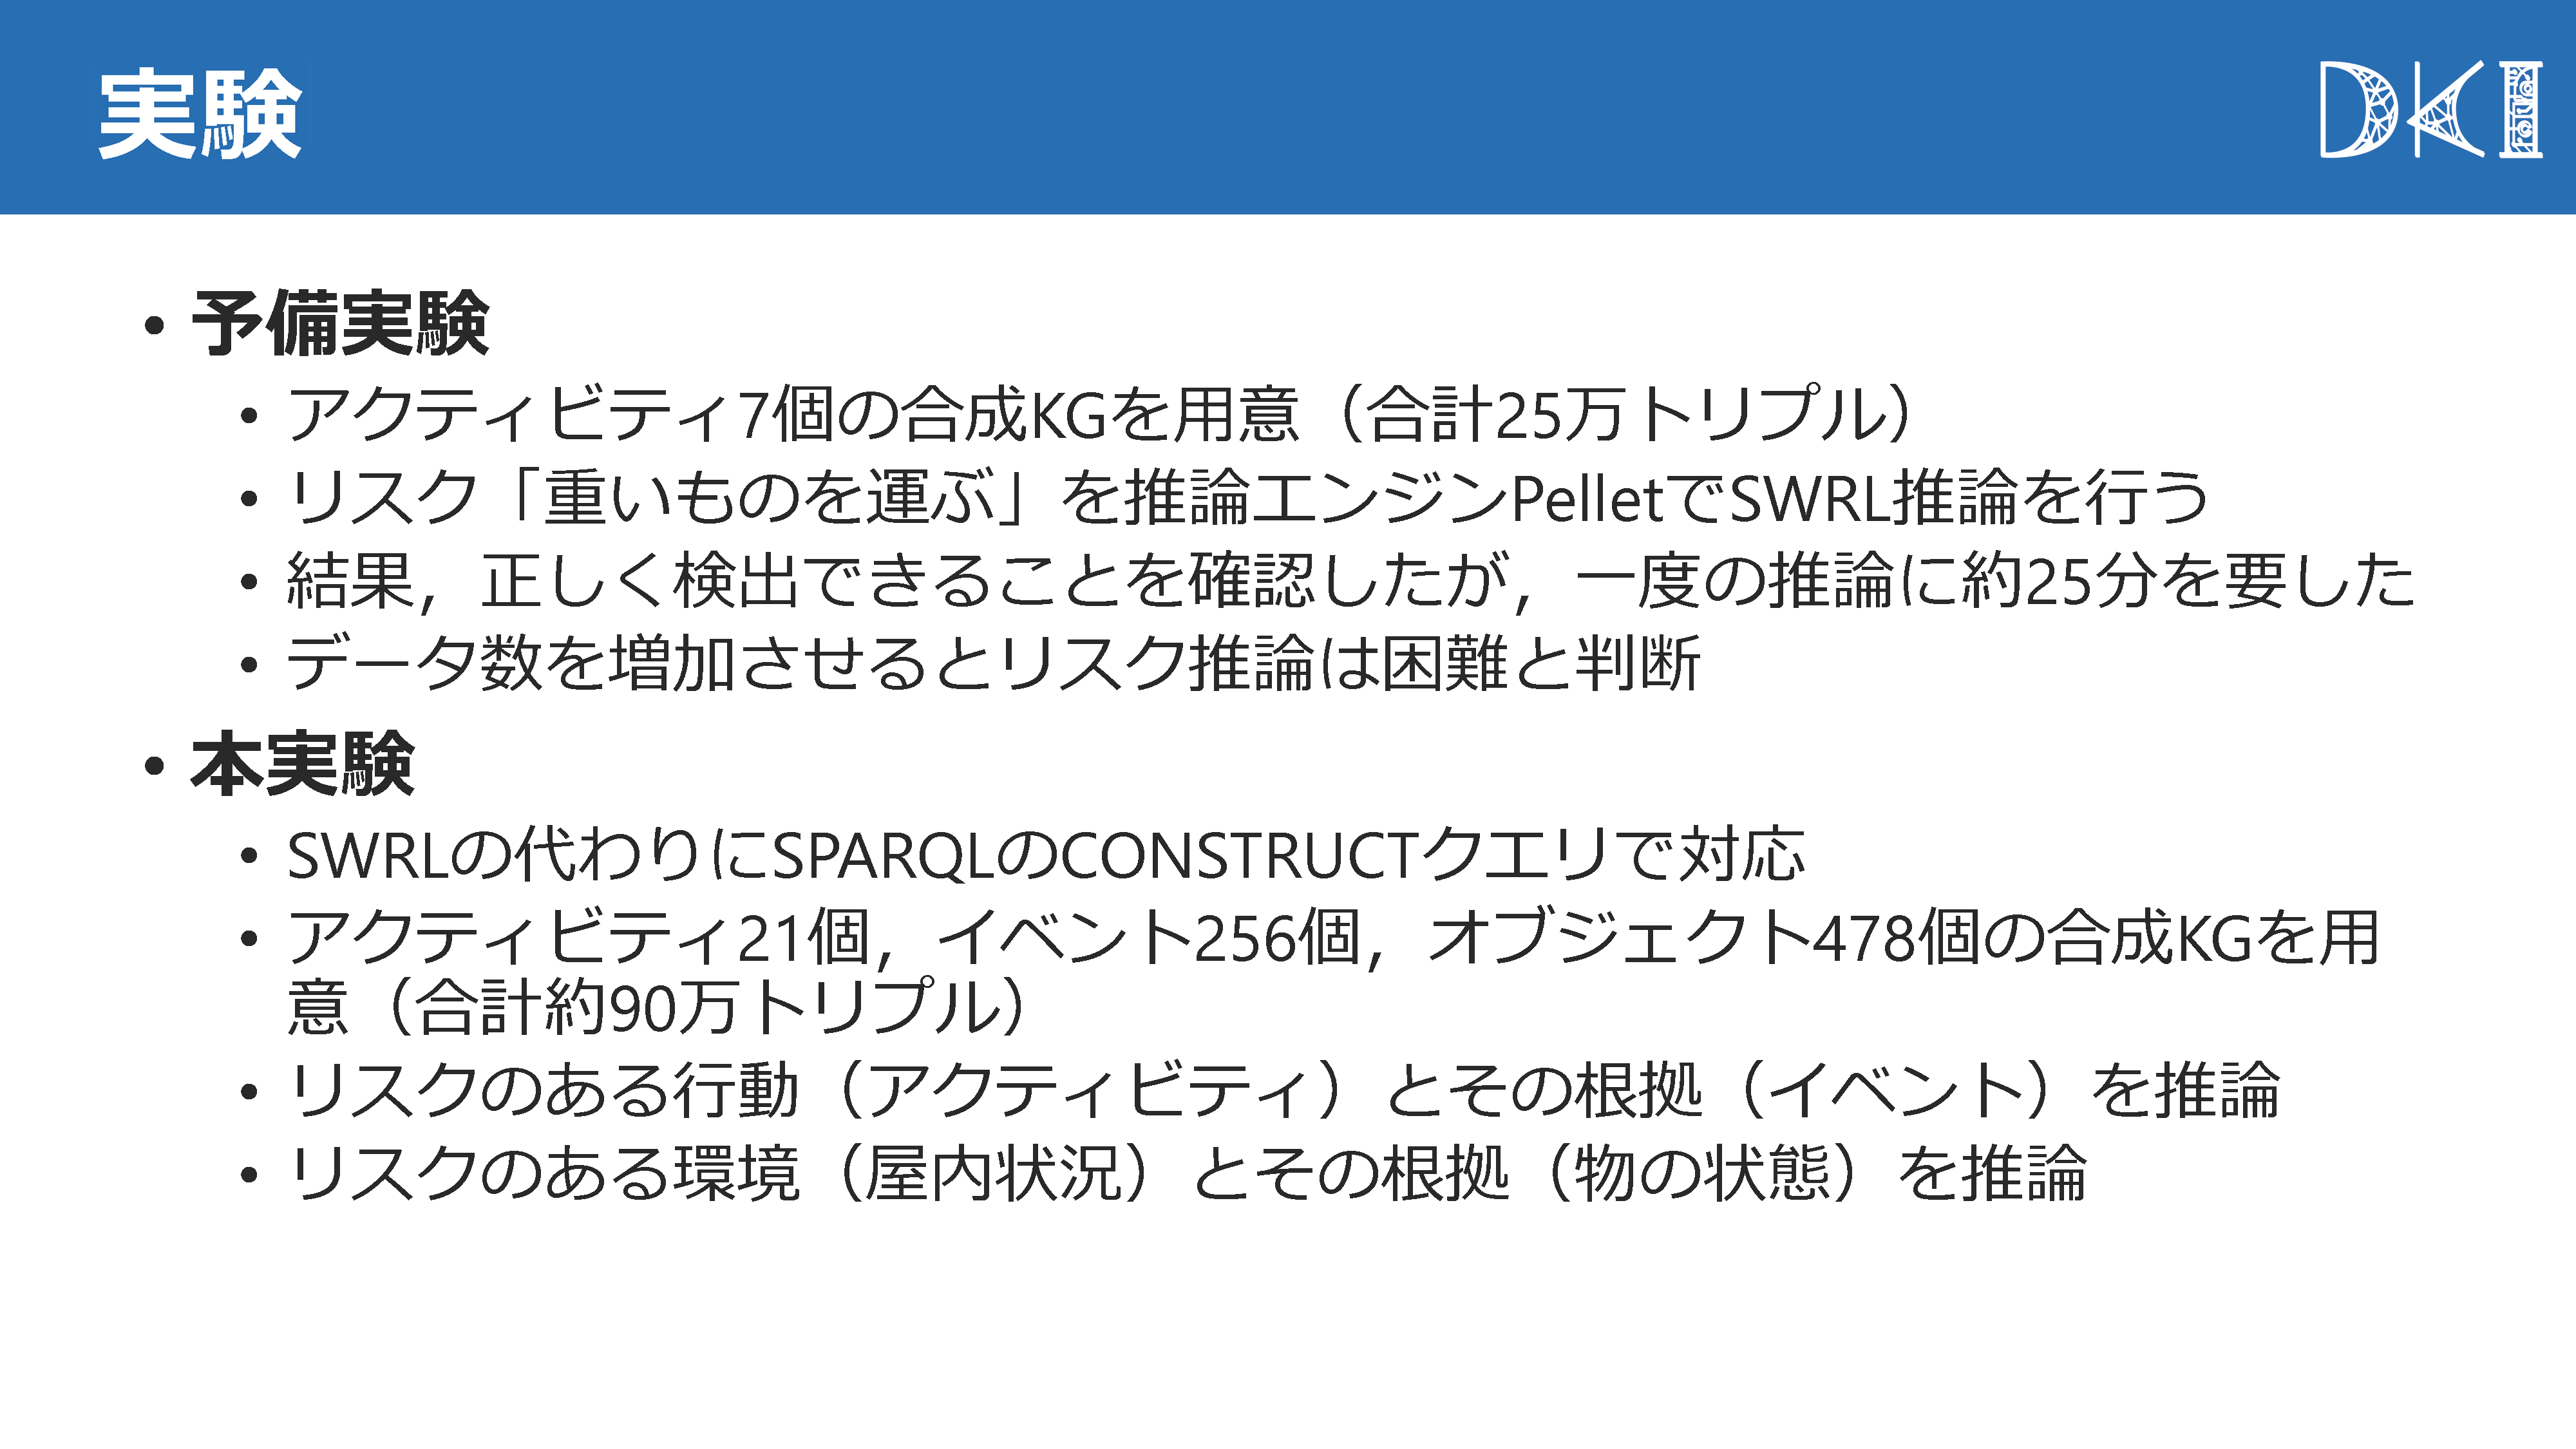 実験
DKI
• 予備実験
• アクティビティ7個の合成KGを用意（合計25万トリプル）
• リスク「重いものを運ぶ」を推論エンジンPelletでSWRL推論を行う
• 結果，正しく検出できることを確認したが，一度の推論に約25分を要した
• データ数を増加させるとリスク推論は困難と判断
• 本実験
• SWRLの代わりにSPARQLのCONSTRUCTクエリで対応
• アクティビティ21個，イベント256個，オブジェクト478個の合成KGを用
意（合計約90万トリプル）
• リスクのある行動（アクティビティ）とその根拠（イベント）を推論
• リスクのある環境（屋内状況）とその根拠（物の状態）を推論